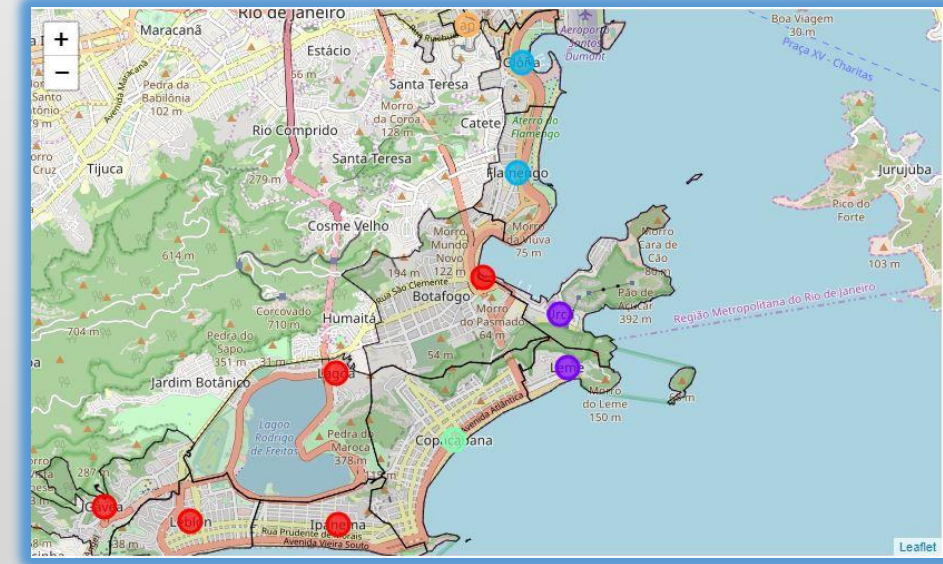 Rio de Janeiro
+
−
Maracanã
Estácio
56 m
Avenida Maracanã
Pedra da
Babilônia
102 m
Santa Teresa
Morro
da Coroa
128 m
Catete
Glória
Aeroporto
Santos
Dumont
Boa Viagem
30 m
Praça XV - Charitas
Rio Comprido
Aterro do
Flamengo
Tijuca
279 m
Santa Teresa
Flamengo
Jurujuba
Pico do
Forte
Cosme Velho
Morro
Mundo
Novo
122 m
Morro
da Viuva
75 m
Morro
Cara de
Cão
80 m
103 m
614 m
194 m
Rua São Clemente
Botafogo
Pão de
Açúcar
392 m
Região Metropolitana do Rio de Janeiro
Corcovado
710 m
Humaitá
Morro
do Pasmado
64 m
Urca
704 m
Pedra do
Sapo
351 m
31 m
54 m
Jardim Botânico
Lagoa
Leme
Morro
do Leme
150 m
Avenida Atlântica
Lagoa
Rodrigo
de Freitas
Pedra da
Maroca
378 m
Copacabana
Gávea
Leblon
Ipanema
Rua Prudente de Morais
Avenida Vieira Souto
38 m
Leaflet